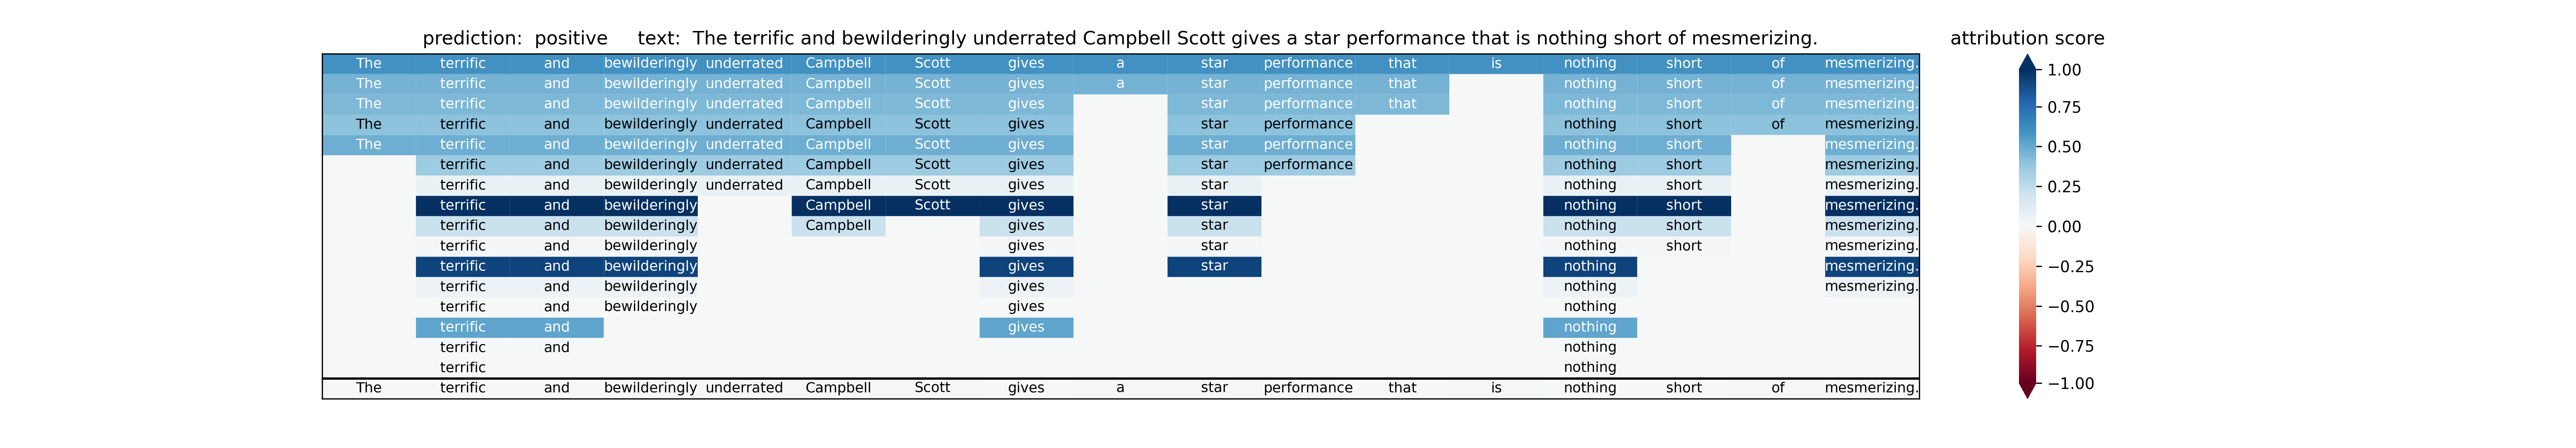 prediction: positive text: The terrific and bewilderingly underrated Campbell Scott gives a star performance that is nothing short of mesmerizing.
The terrific and bewilderingly underrated Campbell Scott gives a star performance that is nothing short of mesmerizing.
The terrific and bewilderingly underrated Campbell Scott gives a star performance that nothing short of mesmerizing.
The terrific and bewilderingly underrated Campbell Scott gives star performance that nothing short of mesmerizing.
The terrific and bewilderingly underrated Campbell Scott gives star performance nothing short of mesmerizing.
The terrific and bewilderingly underrated Campbell Scott gives star performance nothing short mesmerizing.
terrific and bewilderingly underrated Campbell Scott gives star performance nothing short mesmerizing.
terrific and bewilderingly underrated Campbell Scott gives star nothing short mesmerizing.
terrific and bewilderingly Campbell Scott gives star nothing short mesmerizing.
terrific and bewilderingly Campbell gives star nothing short mesmerizing.
terrific and bewilderingly gives star nothing short mesmerizing.
terrific and bewilderingly gives star nothing mesmerizing.
terrific and bewilderingly gives nothing mesmerizing.
terrific and bewilderingly gives nothing
terrific and gives nothing
terrific and nothing
terrific nothing
The terrific and bewilderingly underrated Campbell Scott gives a star performance that is nothing short of mesmerizing.
attribution score
1.00
0.75
0.50
0.25
0.00
−0.25
−0.50
−0.75
−1.00